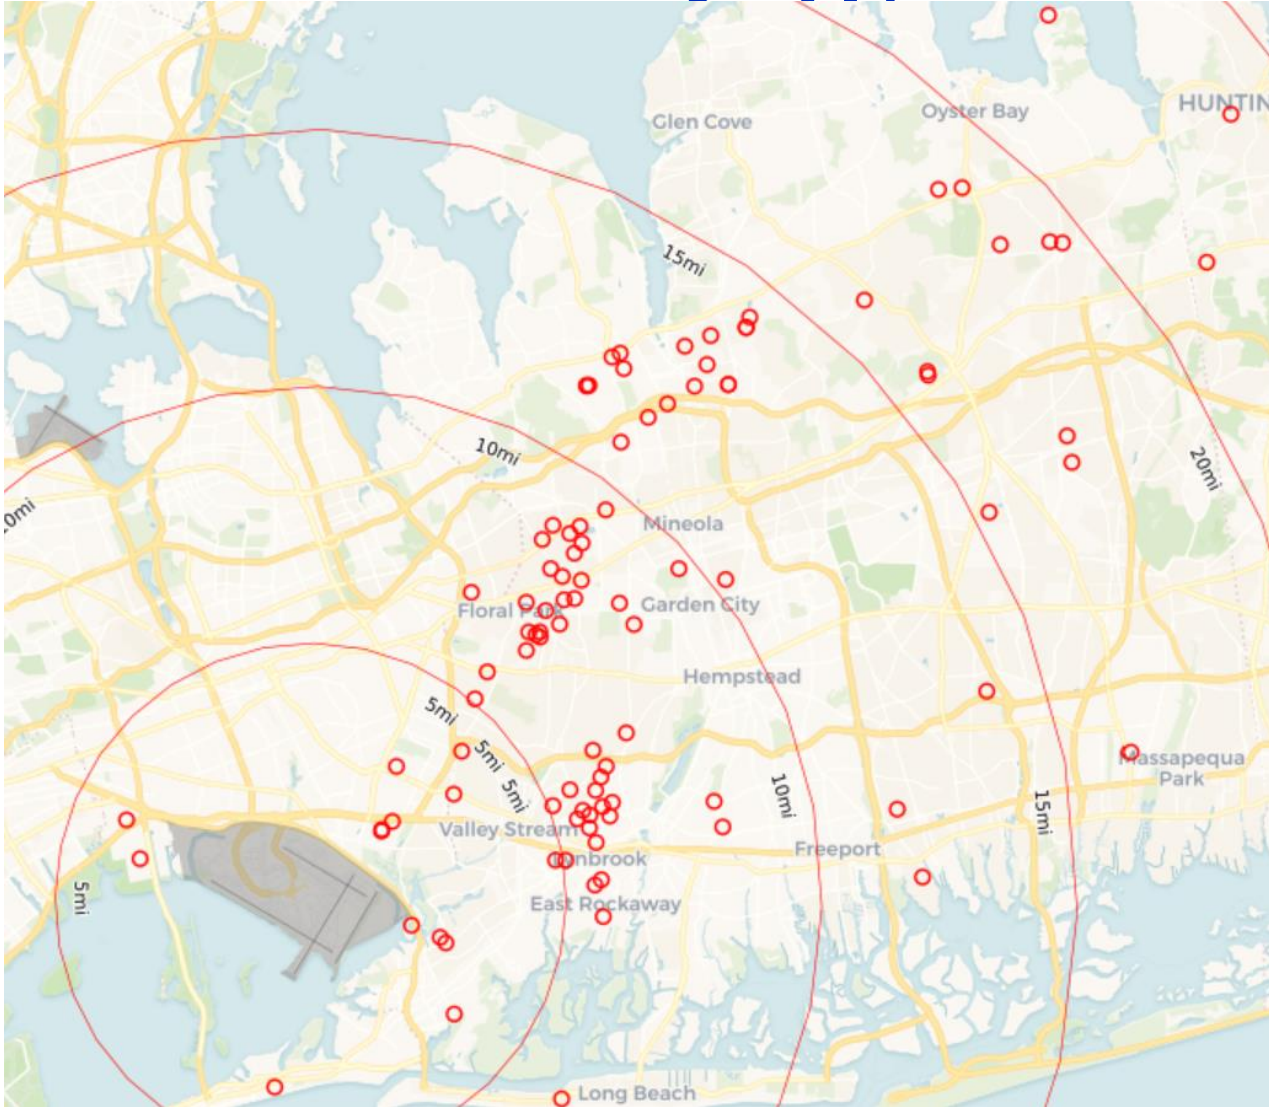 Oyster Bay
HUNTIN
Glen Cove
15mi
10mi
20mi
0mi
Mineola
Floral Park
Garden City
Hempstead
5mi
5mi
5mi
Massapequa
Park
10mi
15mi
Valley Stream
Freeport
5mi
East Rockaway
Long Beach